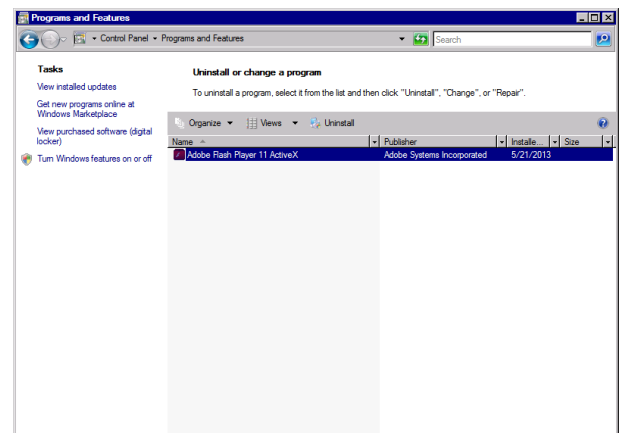 Programs and Features
Control Panel Programs and Features
Search
Tasks
View installed updates
Get new programs online at
Windows Marketplace
View purchased software (digital
locker)
Turn Windows features on or off
Uninstall or change a program
To uninstall a program, select it from the list and then click "Uninstall", "Change", or "Repair".
Organize Views Uninstall
Name Publisher Installe... Size
Adobe Flash Player 11 ActiveX Adobe Systems Incorporated 5/21/2013